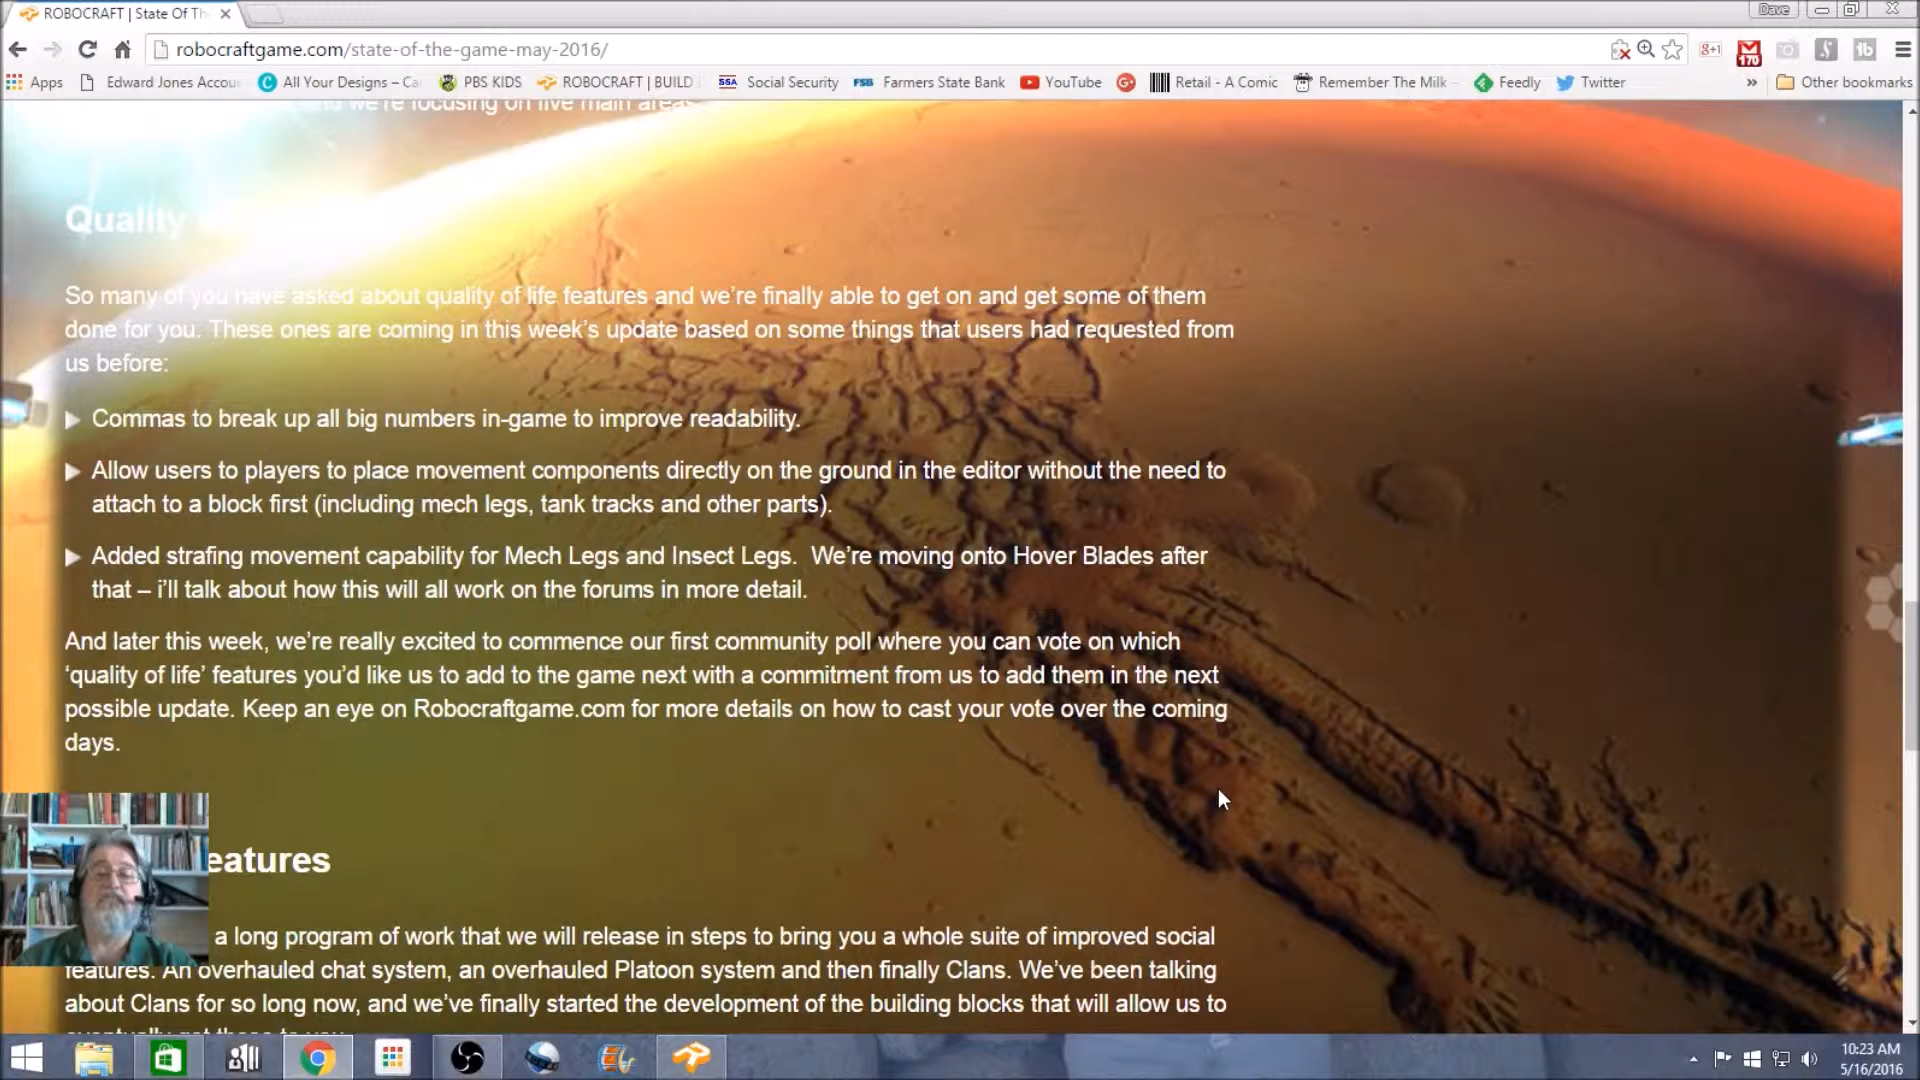 ROBOCRAFT | State Of Th
Dave
robocraftgame.com/state-of-the-game-may-2016/
170
Apps
Edward Jones Accou
All Your Designs – Ca
PBS KIDS
ROBOCRAFT | BUILD
SSA Social Security
FSB Farmers State Bank
YouTube
Retail - A Comic
Remember The Milk
Feedly
Twitter
»
Other bookmarks
we're focusing on five main areas
Quality
So many of you have asked about quality of life features and we're finally able to get on and get some of them
done for you. These ones are coming in this week's update based on some things that users had requested from
us before:
Commas to break up all big numbers in-game to improve readability.
Allow users to players to place movement components directly on the ground in the editor without the need to
attach to a block first (including mech legs, tank tracks and other parts).
Added strafing movement capability for Mech Legs and Insect Legs.  We're moving onto Hover Blades after
that – i'll talk about how this will all work on the forums in more detail.
And later this week, we're really excited to commence our first community poll where you can vote on which
'quality of life' features you'd like us to add to the game next with a commitment from us to add them in the next
possible update. Keep an eye on Robocraftgame.com for more details on how to cast your vote over the coming
days.
eatures
a long program of work that we will release in steps to bring you a whole suite of improved social
features. An overhauled chat system, an overhauled Platoon system and then finally Clans. We've been talking
about Clans for so long now, and we've finally started the development of the building blocks that will allow us to
10:23 AM
5/16/2016